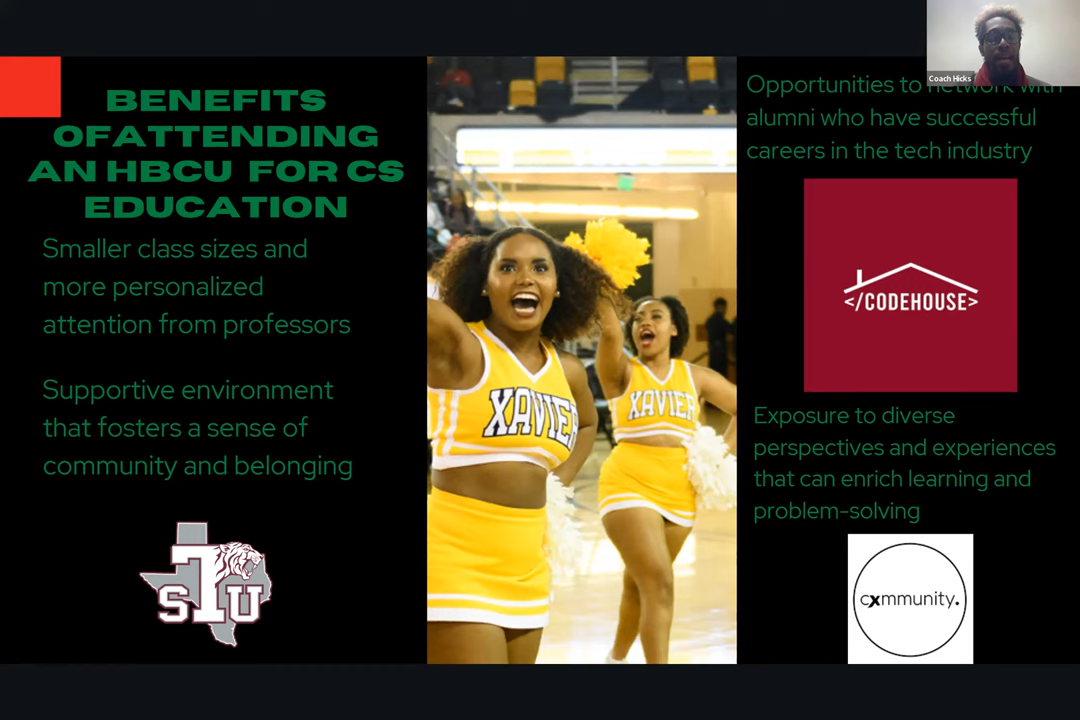 BENEFITS
OFATTENDING
AN HBCU FOR CS
EDUCATION
Smaller class sizes and
more personalized
attention from professors
Supportive environment
that fosters a sense of
community and belonging
TSU
XAVIER
XAVIER
Coach Hicks
Opportunities to network with
alumni who have successful
careers in the tech industry
</CODEHOUSE>
Exposure to diverse
perspectives and experiences
that can enrich learning and
problem-solving
cxmmunity.